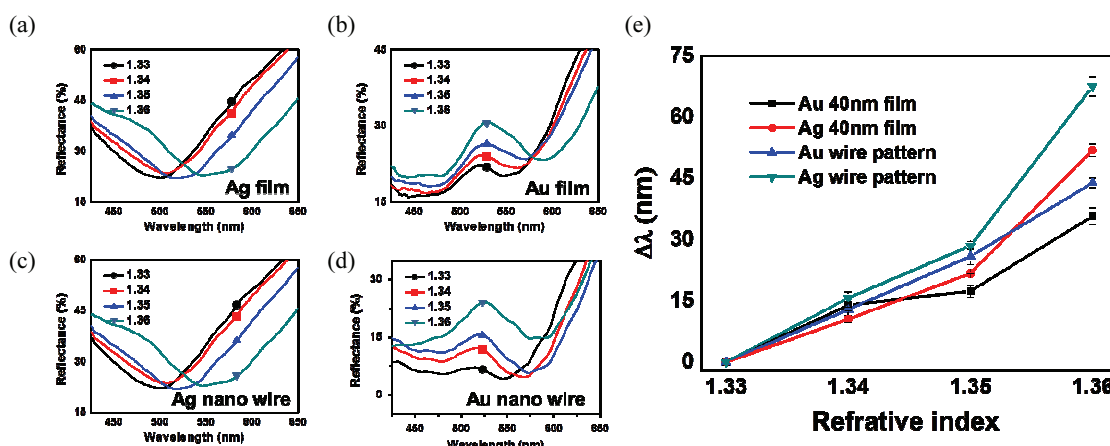 (a)
60
45
30
15
Reflectance (%)
1.33
1.34
1.35
1.36
Ag film
450 500 550 600 650
Wavelength (nm)
(b)
45
30
15
Reflectance (%)
1.33
1.34
1.35
1.36
Au film
450 500 550 600 650
Wavelength (nm)
(c)
60
45
30
15
Reflectance (%)
1.33
1.34
1.35
1.36
Ag nano wire
450 500 550 600 650
Wavelength (nm)
(d)
30
15
0
Reflectance (%)
1.33
1.34
1.35
1.36
Au nano wire
450 500 550 600 650
Wavelength (nm)
(e)
75
60
45
30
15
0
Δλ (nm)
Au 40nm film
Ag 40nm film
Au wire pattern
Ag wire pattern
1.33 1.34 1.35 1.36
Refrative index